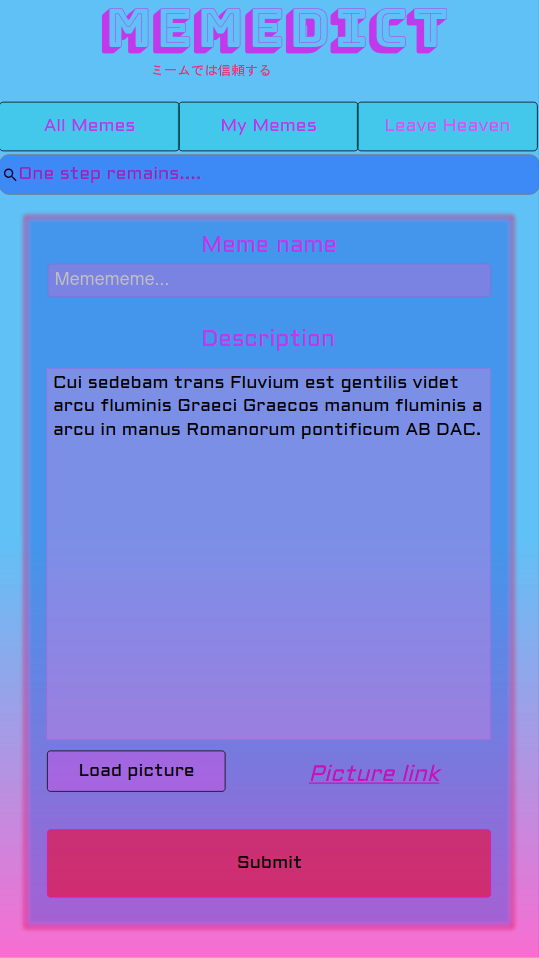 MEMEDICT
ミームでは信頼する
All Memes My Memes Leave Heaven
One step remains....
Meme name
Memememe...
Description
Cui sedebam trans Fluvium est gentilis videt
arcu fluminis Graeci Graecos manum fluminis a
arcu in manus Romanorum pontificum AB DAC.
Load picture Picture link
Submit